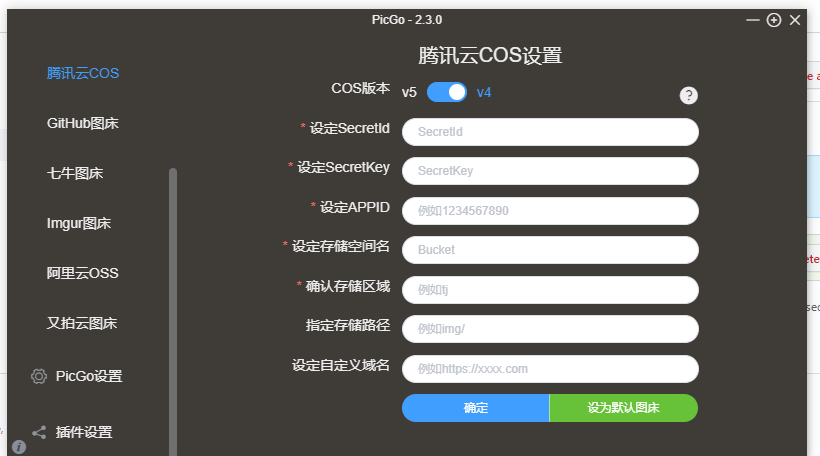 PicGo - 2.3.0
腾讯云COS
GitHub图床
七牛图床
Imgur图床
阿里云OSS
又拍云图床
PicGo设置
插件设置
腾讯云COS设置
COS版本 v5 v4 ?
* 设定SecretId SecretId
* 设定SecretKey SecretKey
* 设定APPID 例如1234567890
* 设定存储空间名 Bucket
* 确认存储区域 例如tj
指定存储路径 例如img/
设定自定义域名 例如https://xxxx.com
确定 设为默认图床